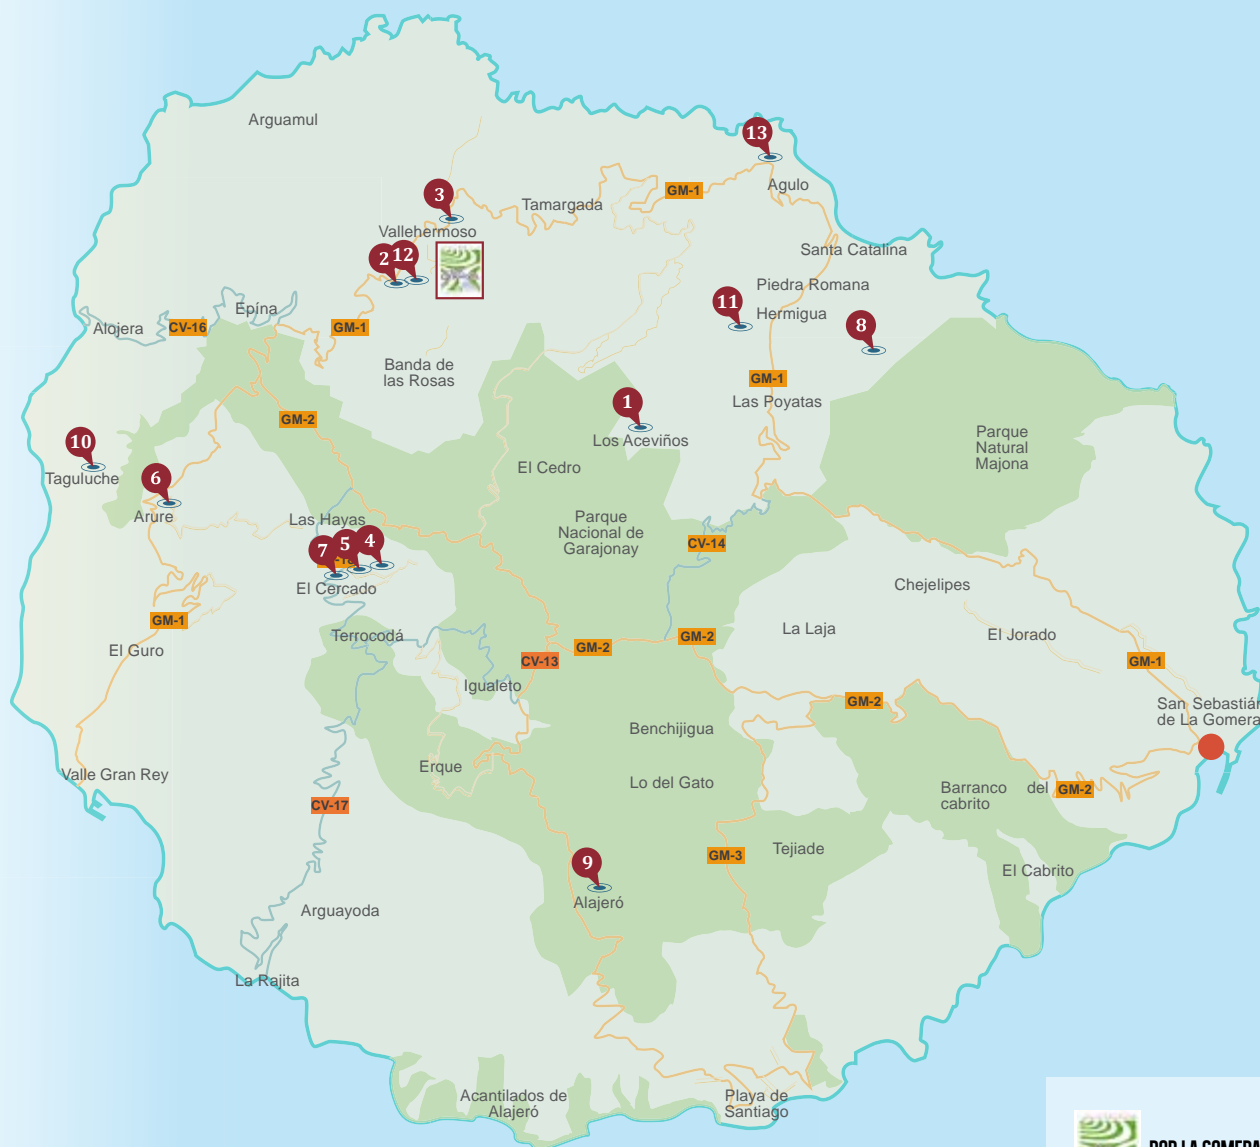 Arguamul
13
GM-1
Agulo
3
Tamargada
Vallehermoso
2
12
Santa Catalina
Piedra Romana
Epína
11
Hermigua
8
Alojera
CV-16
GM-1
Banda de
las Rosas
GM-1
Las Poyatas
1
Los Aceviños
GM-2
10
Taguluche
6
Arure
El Cedro
Parque
Natural
Majona
Las Hayas
Parque
Nacional de
Garajonay
CV-14
7
5
4
El Cercado
Chejelipes
GM-1
El Guro
Terrocodá
La Laja
El Jorado
GM-2
GM-2
CV-13
GM-1
Igualeto
GM-2
San Sebastián
de La Gomera
Benchijigua
Valle Gran Rey
Erque
Lo del Gato
Barranco del
cabrito
GM-2
CV-17
GM-3
Tejiade
9
Alajeró
El Cabrito
Arguayoda
La Rajita
Acantilados de
Alajeró
Playa de
Santiago
POR LA GOMERA